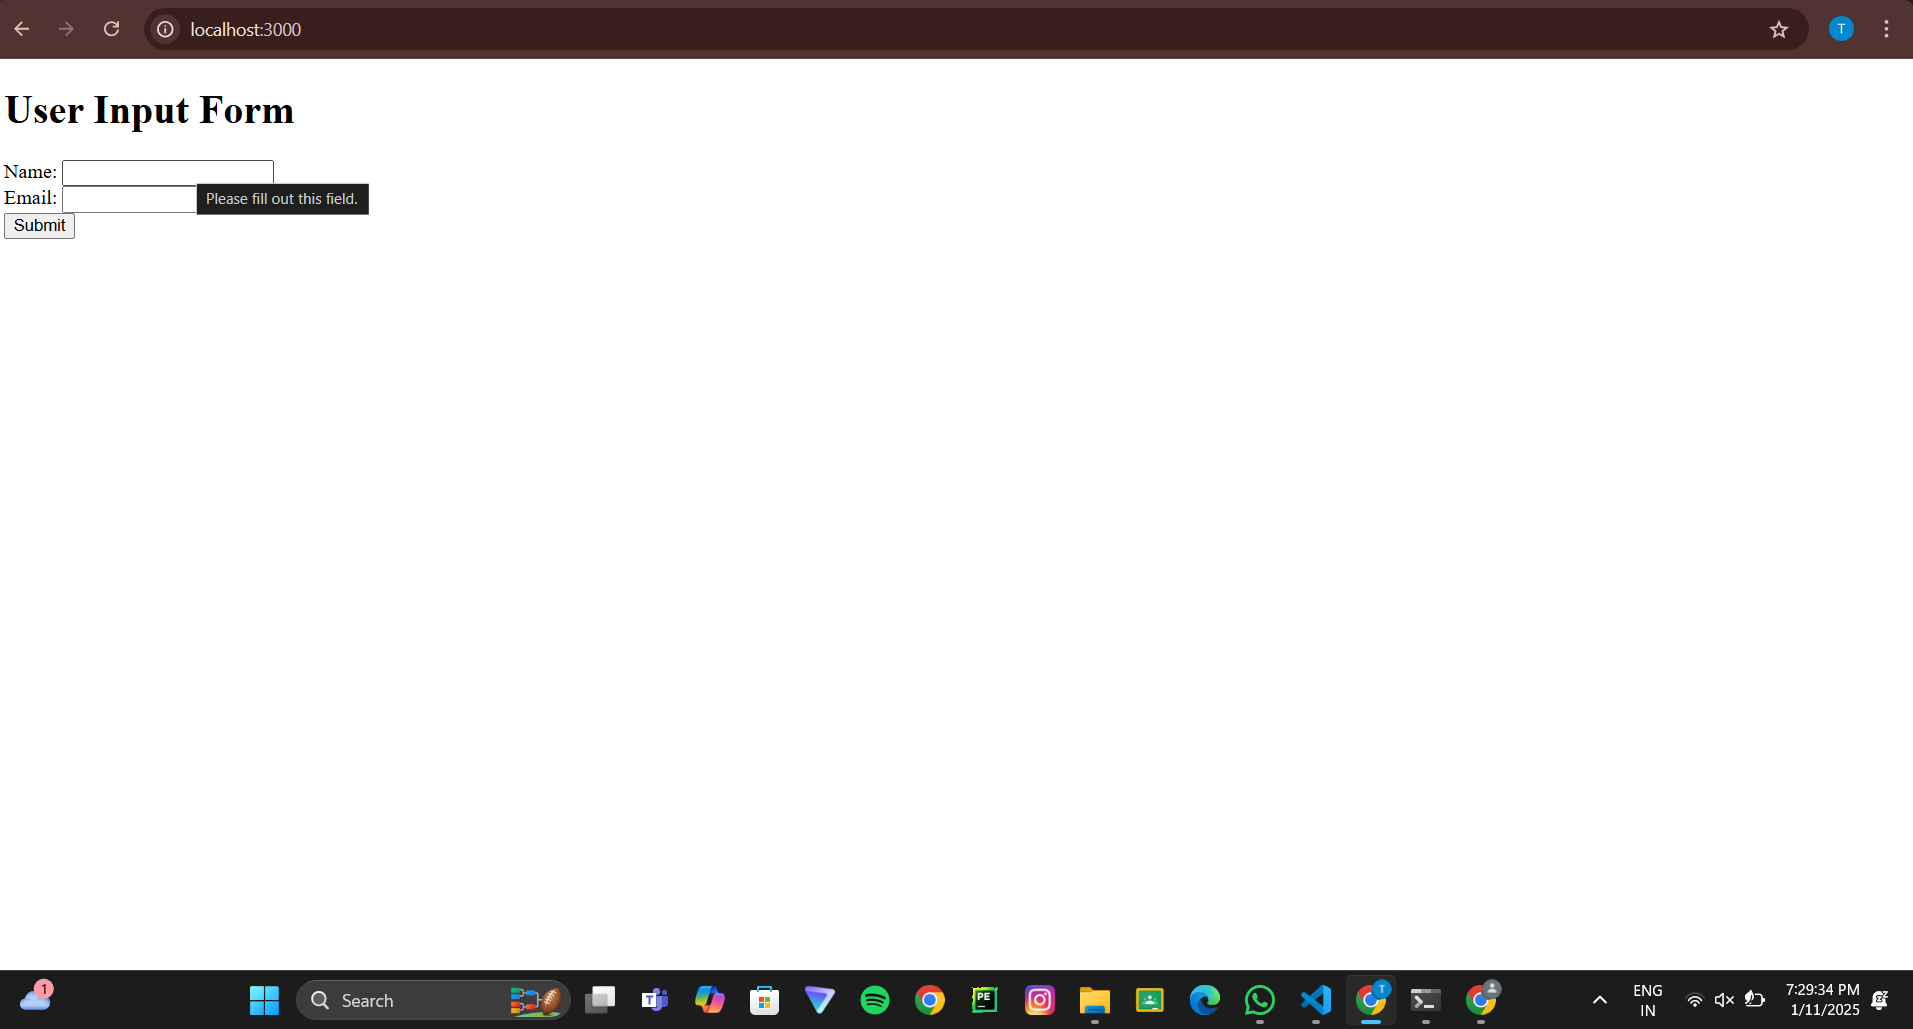 localhost:3000
T
User Input Form
Name:
Email:
Please fill out this field.
Submit
1
Search
T
PE
T
ENG
IN
7:29:34 PM
1/11/2025